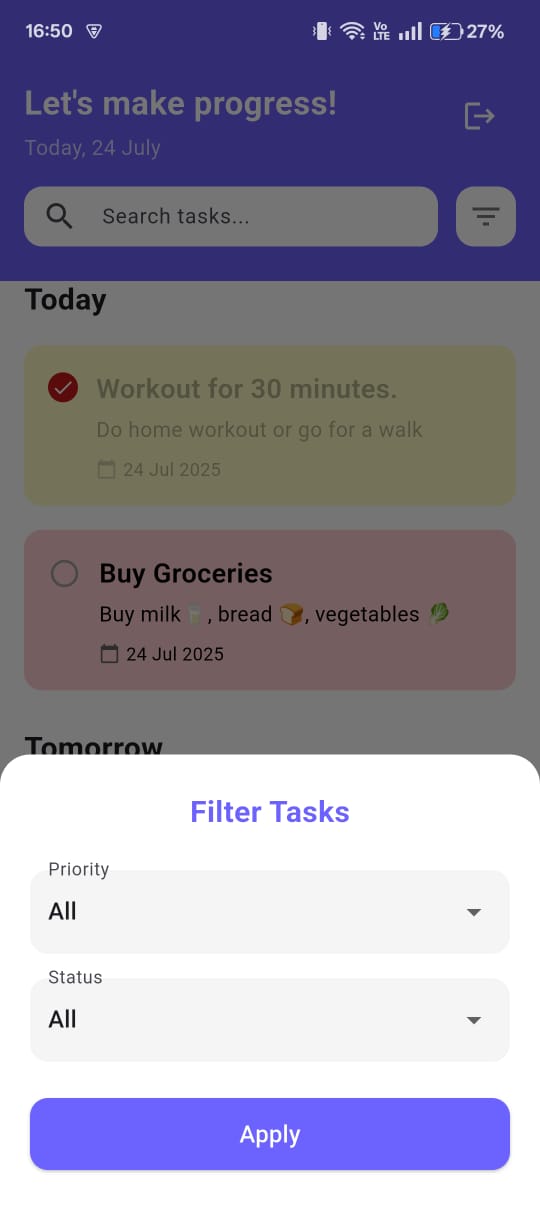 16:50 Vo LTE 27%
Let's make progress!
Today, 24 July
Search tasks...
Today
Workout for 30 minutes.
Do home workout or go for a walk
24 Jul 2025
Buy Groceries
Buy milk🥛, bread 🍞, vegetables 🥬
24 Jul 2025
Tomorrow
Filter Tasks
Priority
All
Status
All
Apply